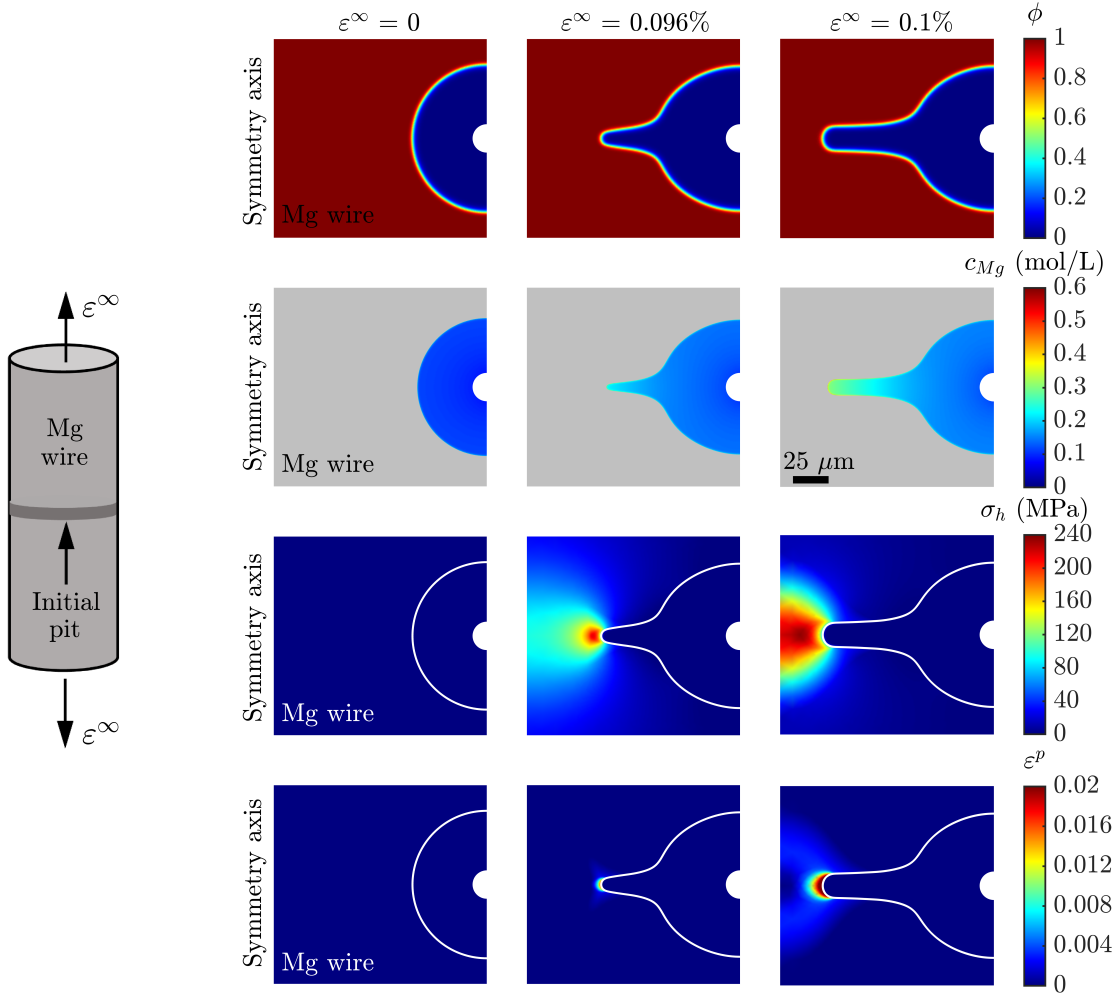 ε^∞ = 0
ε^∞ = 0.096%
ε^∞ = 0.1%
ϕ
Symmetry axis
Mg wire
1
0.8
0.6
0.4
0.2
0
c_Mg (mol/L)
Symmetry axis
Mg wire
25 μm
0.6
0.5
0.4
0.3
0.2
0.1
0
ε^∞
Mg
wire
Initial
pit
ε^∞
σ_h (MPa)
Symmetry axis
Mg wire
240
200
160
120
80
40
0
ε^p
Symmetry axis
Mg wire
0.02
0.016
0.012
0.008
0.004
0